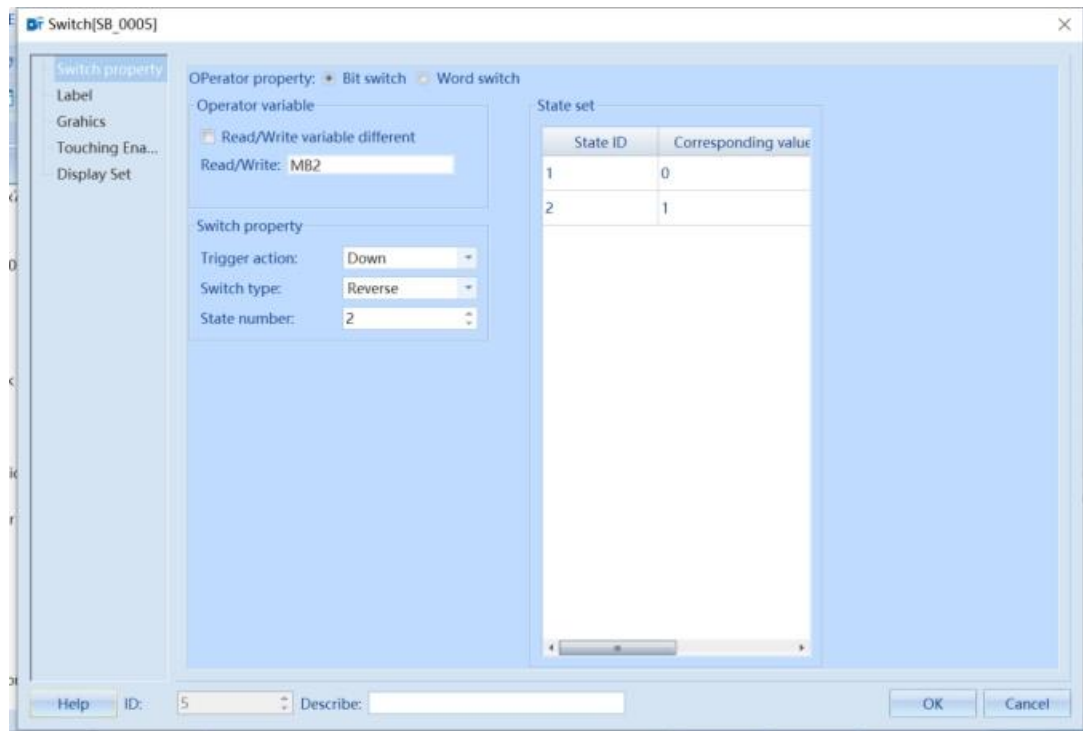 Switch[SB_0005]
Switch property
Label
Grahics
Touching Ena...
Display Set
OPerator property: Bit switch Word switch
Operator variable
Read/Write variable different
Read/Write: MB2
Switch property
Trigger action: Down
Switch type: Reverse
State number: 2
State set
State ID Corresponding value
1 0
2 1
Help ID: 5 Describe:
OK Cancel